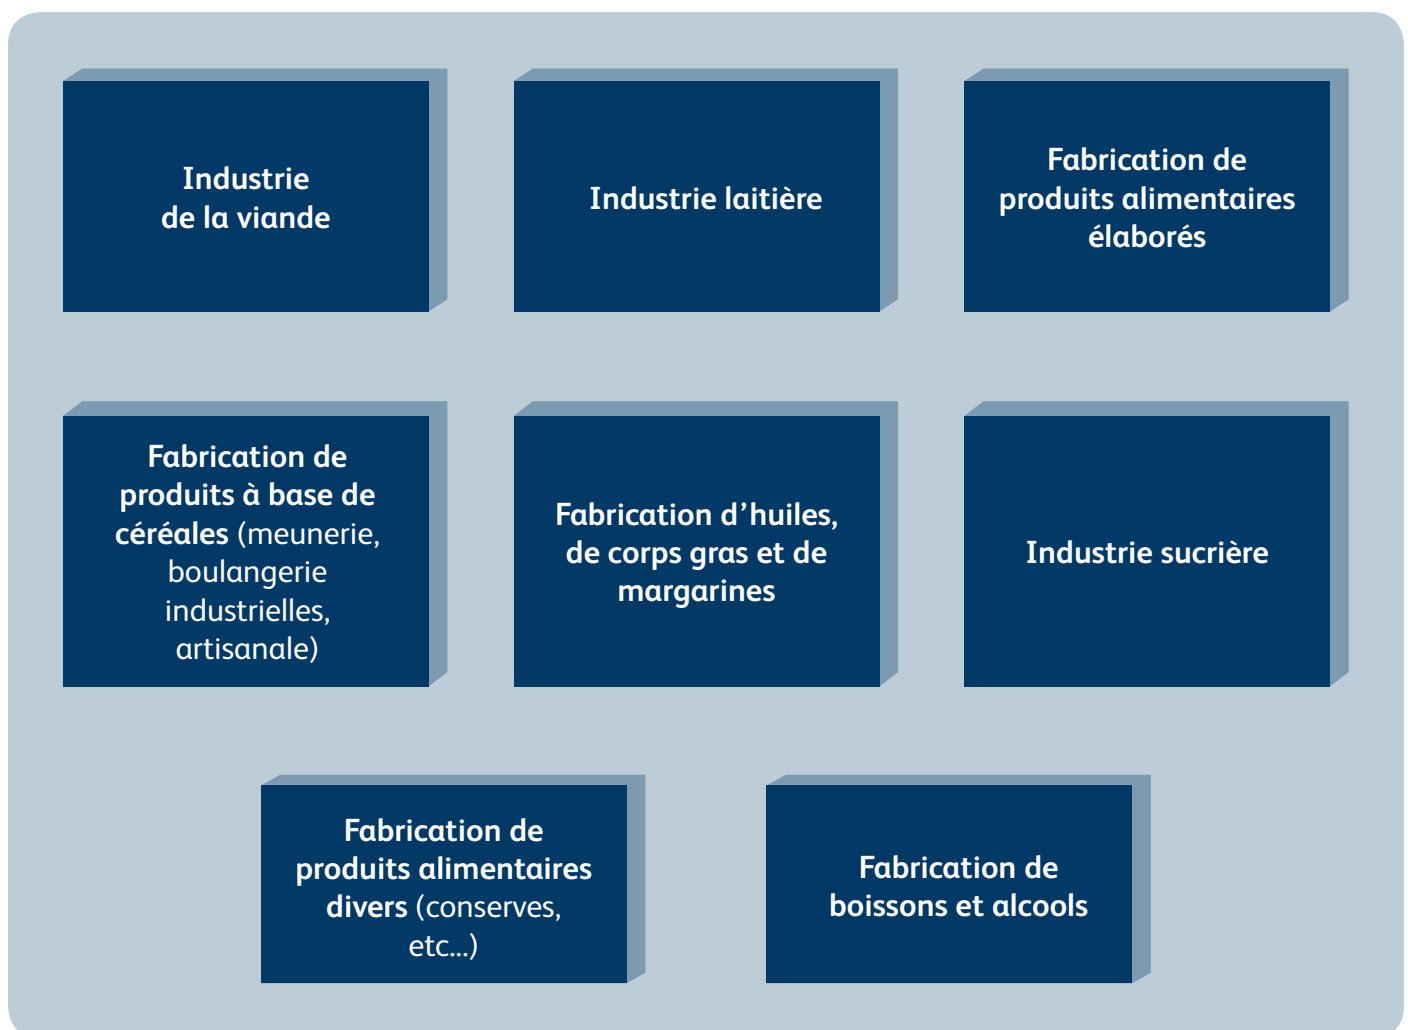 Industrie
de la viande
Industrie laitière
Fabrication de
produits alimentaires
élaborés
Fabrication de
produits à base de
céréales (meunerie,
boulangerie
industrielles,
artisanale)
Fabrication d’huiles,
de corps gras et de
margarines
Industrie sucrière
Fabrication de
produits alimentaires
divers (conserves,
etc...)
Fabrication de
boissons et alcools